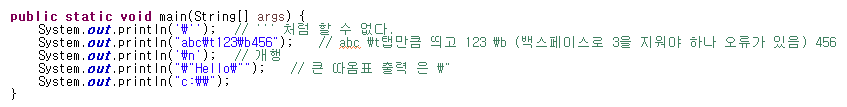 public static void main(String[] args) {
System.out.println('₩''); // ''' 처럼 할 수 없다.
System.out.println("abc₩t123₩b456"); // abc ₩t탭만큼 띄고 123 ₩b (백스페이스로 3을 지워야 하나 오류가 있음) 456
System.out.println('₩n'); // 개행
System.out.println("₩"Hello₩""); // 큰 따옴표 출력 은 ₩"
System.out.println("c:₩₩");
}